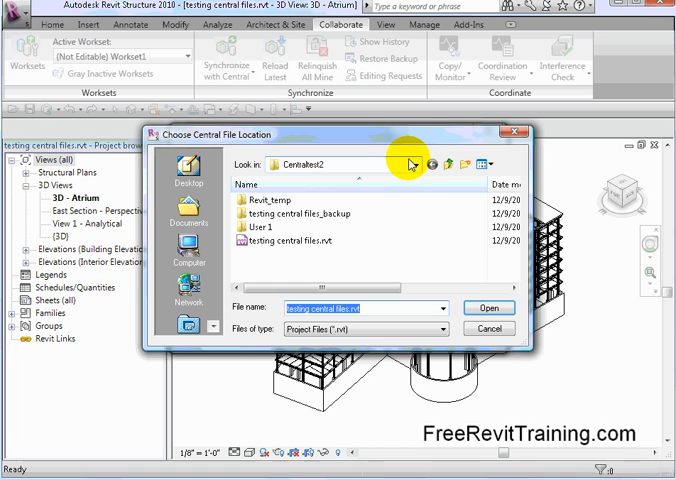 Autodesk Revit Structure 2010 - [testing central files.rvt - 3D View: 3D - Atrium]
Type a keyword or phrase
Home Insert Annotate Modify Analyze Architect & Site Collaborate View Manage Add-Ins
Worksets
Active Workset:
(Not Editable) Workset1
Gray Inactive Worksets
Synchronize with Central
Reload Latest
Relinquish All Mine
Show History
Restore Backup
Editing Requests
Copy/ Monitor
Coordination Review
Interference Check
Worksets Synchronize Coordinate
testing central files.rvt - Project brow
Views (all)
Structural Plans
3D Views
3D - Atrium
East Section - Perspectiv
View 1 - Analytical
{3D}
Elevations (Building Elevatio
Elevations (Interior Elevatio
Legends
Schedules/Quantities
Sheets (all)
Families
Groups
Revit Links
Choose Central File Location
Look in: Centraltest2
Desktop
Documents
Computer
Network
Name Date m
Revit_temp 12/9/20
testing central files_backup 12/9/20
User 1 12/9/20
testing central files.rvt 12/9/20
File name: testing central files.rvt Open
Files of type: Project Files (*.rvt) Cancel
FreeRevitTraining.com
1/8" = 1'-0"
Ready
:0